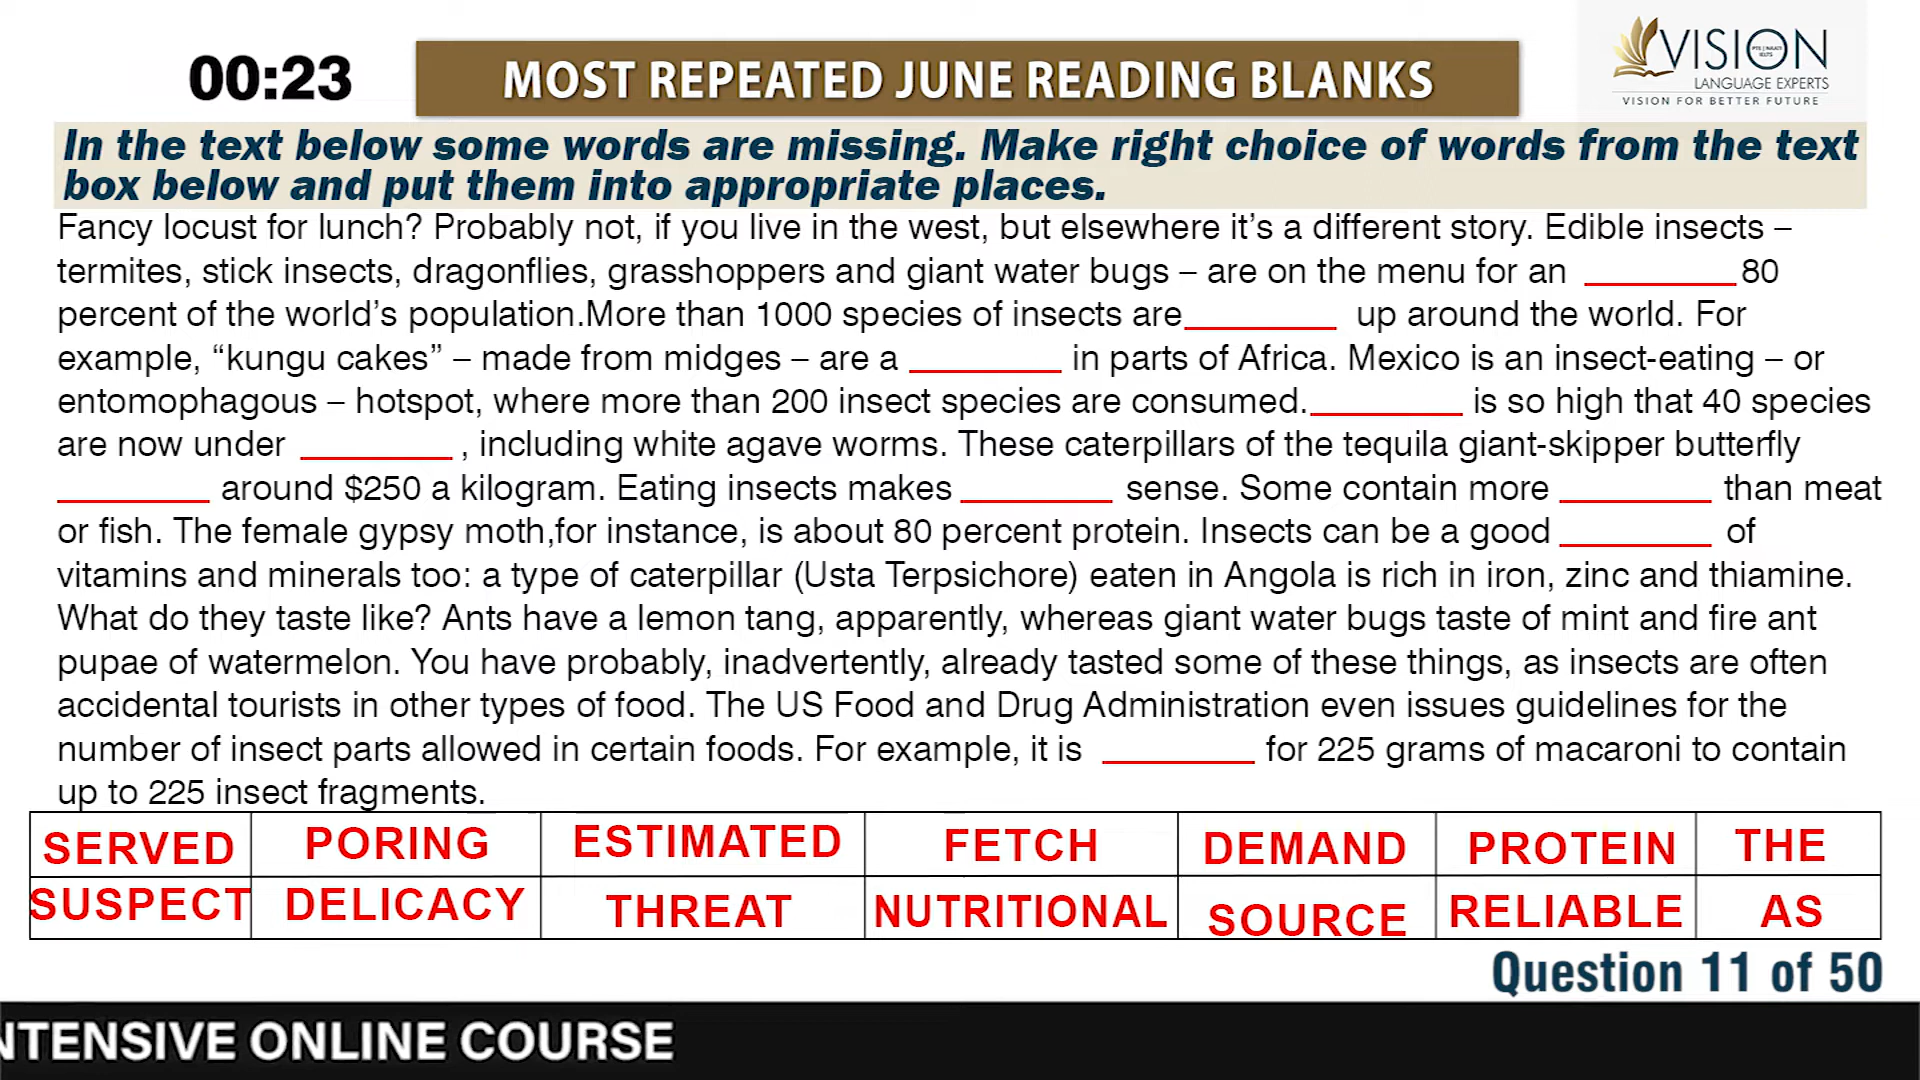 00:23
MOST REPEATED JUNE READING BLANKS
VISION
PTE | NAATI
IELTS
LANGUAGE EXPERTS
VISION FOR BETTER FUTURE
In the text below some words are missing. Make right choice of words from the text
box below and put them into appropriate places.
Fancy locust for lunch? Probably not, if you live in the west, but elsewhere it’s a different story. Edible insects –
termites, stick insects, dragonflies, grasshoppers and giant water bugs – are on the menu for an ________ 80
percent of the world’s population.More than 1000 species of insects are ________ up around the world. For
example, “kungu cakes” – made from midges – are a ________ in parts of Africa. Mexico is an insect-eating – or
entomophagous – hotspot, where more than 200 insect species are consumed. ________ is so high that 40 species
are now under ________ , including white agave worms. These caterpillars of the tequila giant-skipper butterfly
________ around $250 a kilogram. Eating insects makes ________ sense. Some contain more ________ than meat
or fish. The female gypsy moth,for instance, is about 80 percent protein. Insects can be a good ________ of
vitamins and minerals too: a type of caterpillar (Usta Terpsichore) eaten in Angola is rich in iron, zinc and thiamine.
What do they taste like? Ants have a lemon tang, apparently, whereas giant water bugs taste of mint and fire ant
pupae of watermelon. You have probably, inadvertently, already tasted some of these things, as insects are often
accidental tourists in other types of food. The US Food and Drug Administration even issues guidelines for the
number of insect parts allowed in certain foods. For example, it is ________ for 225 grams of macaroni to contain
up to 225 insect fragments.
SERVED PORING ESTIMATED FETCH DEMAND PROTEIN THE
SUSPECT DELICACY THREAT NUTRITIONAL SOURCE RELIABLE AS
Question 11 of 50
NTENSIVE ONLINE COURSE